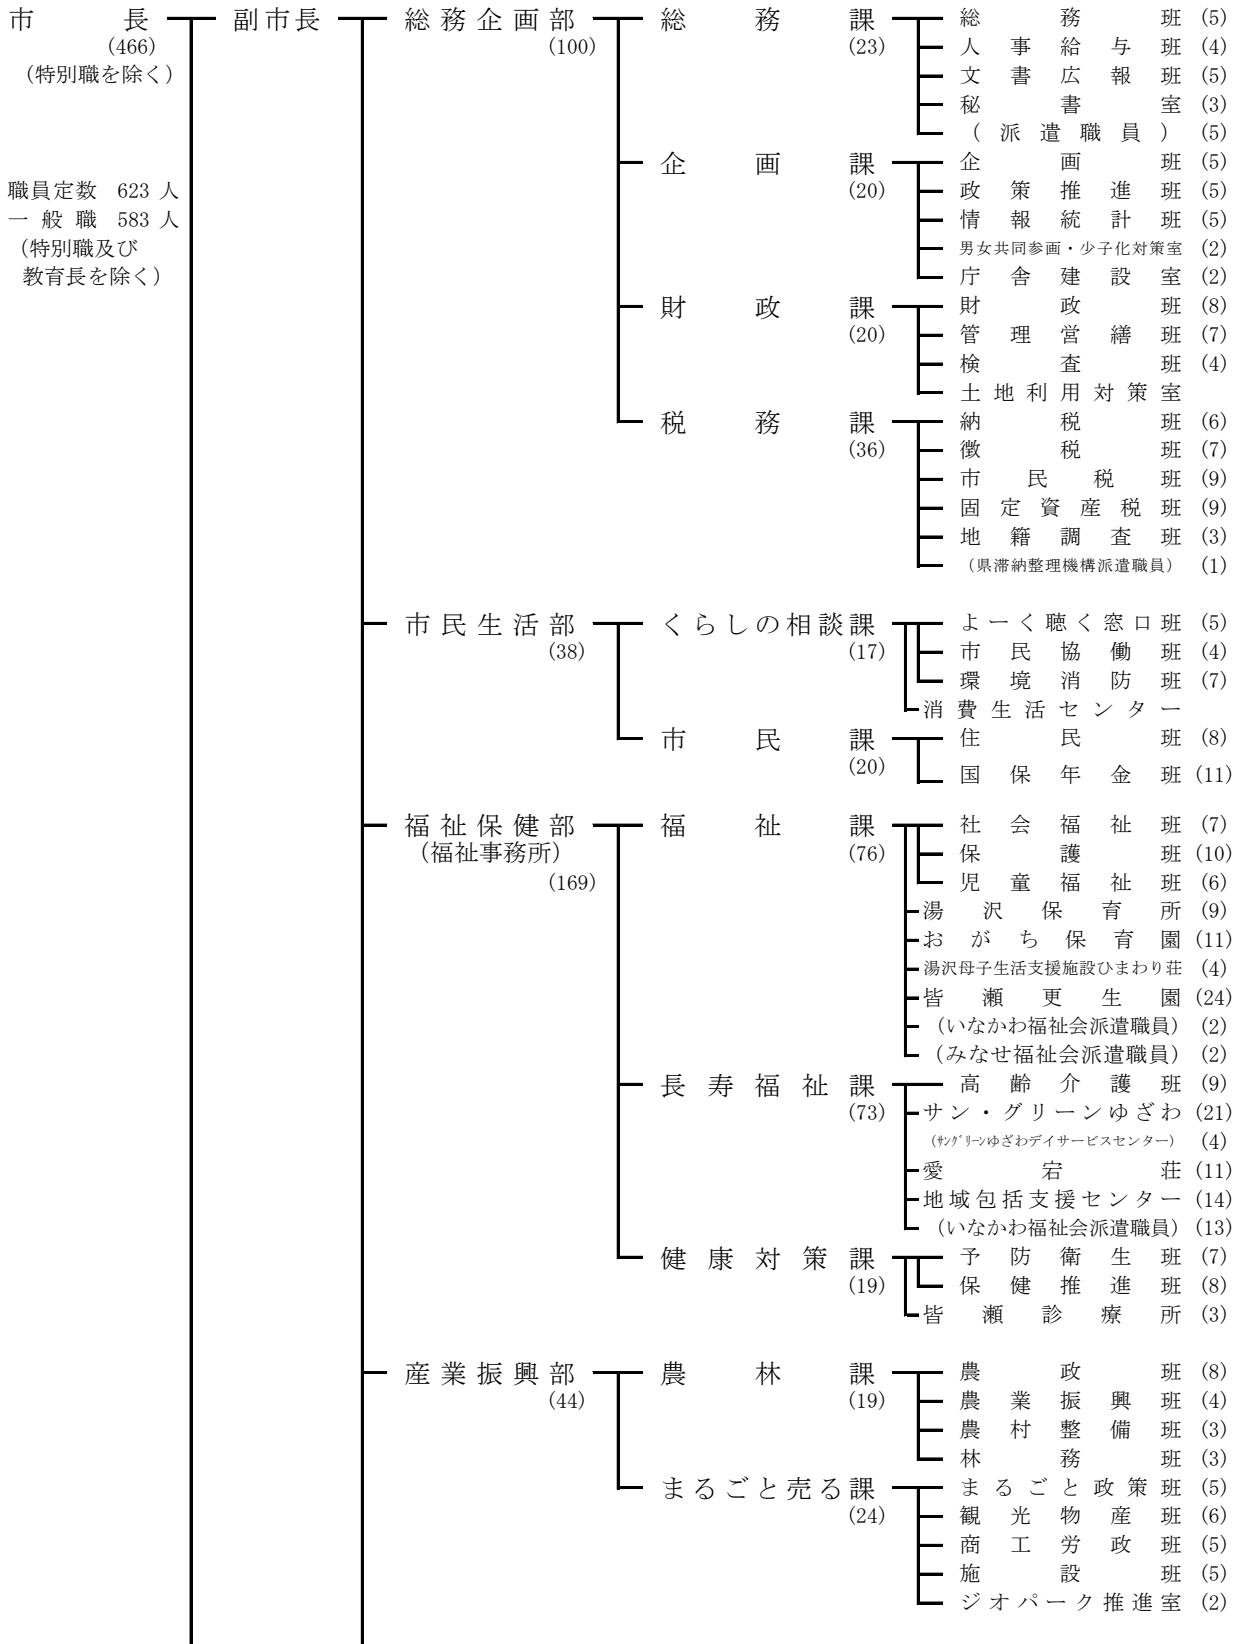 市長 副市長 総務企画部 総務課 総務班 (5)
(466) (100) (23) 人事給与班 (4)
（特別職を除く） 文書広報班 (5)
秘書室 (3)
（派遣職員） (5)
企画課 企画班 (5)
職員定数 623 人 (20) 政策推進班 (5)
一般職 583 人 情報統計班 (5)
（特別職及び 男女共同参画・少子化対策室 (2)
教育長を除く） 庁舎建設室 (2)
財政課 財政班 (8)
(20) 管理営繕班 (7)
検査班 (4)
土地利用対策室
税務課 納税班 (6)
(36) 徴税班 (7)
市民税班 (9)
固定資産税班 (9)
地籍調査班 (3)
（県滞納整理機構派遣職員） (1)
市民生活部 くらしの相談課 よーく聴く窓口班 (5)
(38) (17) 市民協働班 (4)
環境消防班 (7)
消費生活センター
市民課 住民班 (8)
(20) 国保年金班 (11)
福祉保健部 福祉課 社会福祉班 (7)
（福祉事務所） (76) 保護班 (10)
(169) 児童福祉班 (6)
湯沢保育所 (9)
おがち保育園 (11)
湯沢母子生活支援施設ひまわり荘 (4)
皆瀬更生園 (24)
（いなかわ福祉会派遣職員） (2)
（みなせ福祉会派遣職員） (2)
長寿福祉課 高齢介護班 (9)
(73) サン・グリーンゆざわ (21)
（ｻﾝｸﾞﾘｰﾝゆざわデイサービスセンター） (4)
愛宕荘 (11)
地域包括支援センター (14)
（いなかわ福祉会派遣職員） (13)
健康対策課 予防衛生班 (7)
(19) 保健推進班 (8)
皆瀬診療所 (3)
産業振興部 農林課 農政班 (8)
(44) (19) 農業振興班 (4)
農村整備班 (3)
林務班 (3)
まるごと売る課 まるごと政策班 (5)
(24) 観光物産班 (6)
商工労政班 (5)
施設班 (5)
ジオパーク推進室 (2)